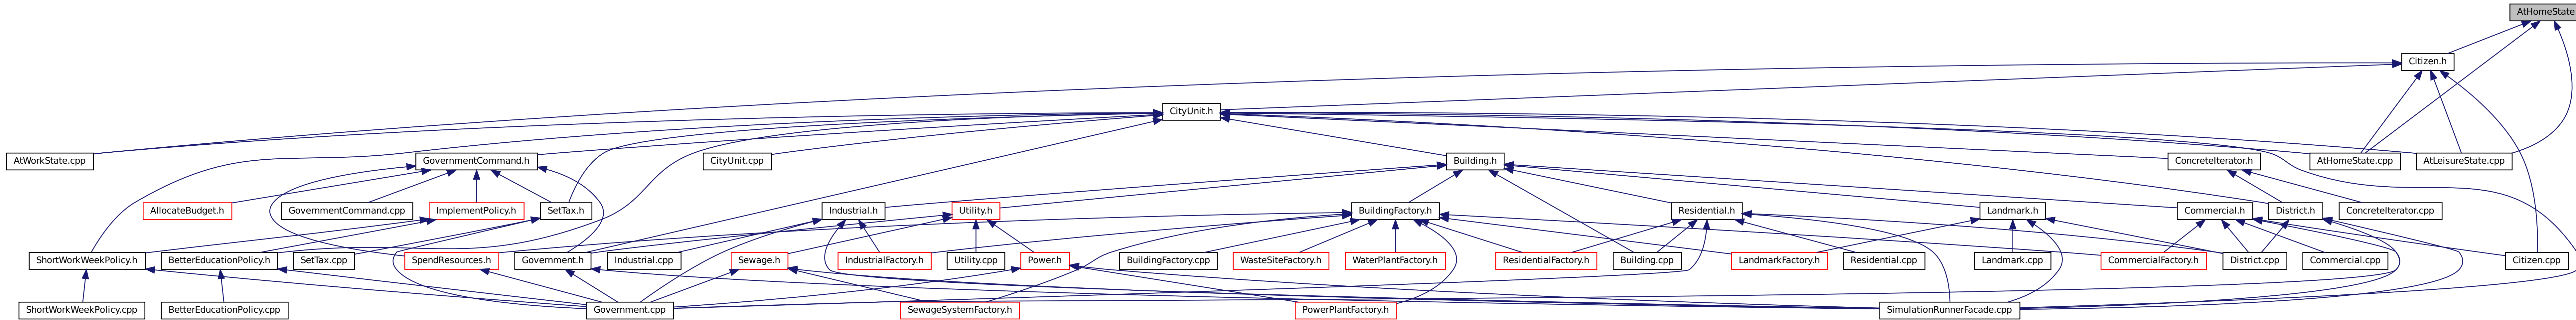 AtHomeState.
Citizen.h
CityUnit.h
AtWorkState.cpp
GovernmentCommand.h
CityUnit.cpp
Building.h
ConcreteIterator.h
AtHomeState.cpp
AtLeisureState.cpp
AllocateBudget.h
GovernmentCommand.cpp
ImplementPolicy.h
SetTax.h
Industrial.h
Utility.h
BuildingFactory.h
Residential.h
Landmark.h
Commercial.h
District.h
ConcreteIterator.cpp
ShortWorkWeekPolicy.h
BetterEducationPolicy.h
SetTax.cpp
SpendResources.h
Government.h
Industrial.cpp
Sewage.h
IndustrialFactory.h
Utility.cpp
Power.h
BuildingFactory.cpp
WasteSiteFactory.h
WaterPlantFactory.h
ResidentialFactory.h
Building.cpp
LandmarkFactory.h
Residential.cpp
Landmark.cpp
CommercialFactory.h
District.cpp
Commercial.cpp
Citizen.cpp
ShortWorkWeekPolicy.cpp
BetterEducationPolicy.cpp
Government.cpp
SewageSystemFactory.h
PowerPlantFactory.h
SimulationRunnerFacade.cpp